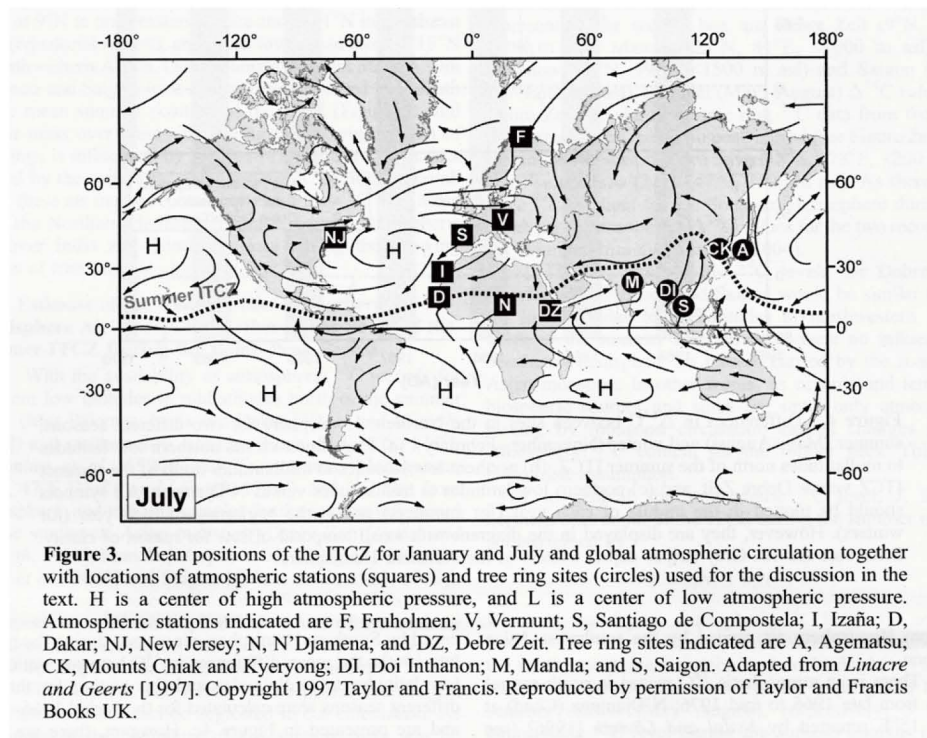 -180° -120° -60° 0° 60° 120° 180°
F
60° 60°
V
NJ S CK A
H H
30° I 30°
M
D N DZ DI
Summer ITCZ S
0° 0°
-30° H H H -30°
-60° -60°
July
Figure 3. Mean positions of the ITCZ for January and July and global atmospheric circulation together
with locations of atmospheric stations (squares) and tree ring sites (circles) used for the discussion in the
text. H is a center of high atmospheric pressure, and L is a center of low atmospheric pressure.
Atmospheric stations indicated are F, Fruholmen; V, Vermunt; S, Santiago de Compostela; I, Izaña; D,
Dakar; NJ, New Jersey; N, N'Djamena; and DZ, Debre Zeit. Tree ring sites indicated are A, Agematsu;
CK, Mounts Chiak and Kyeryong; DI, Doi Inthanon; M, Mandla; and S, Saigon. Adapted from Linacre
and Geerts [1997]. Copyright 1997 Taylor and Francis. Reproduced by permission of Taylor and Francis
Books UK.